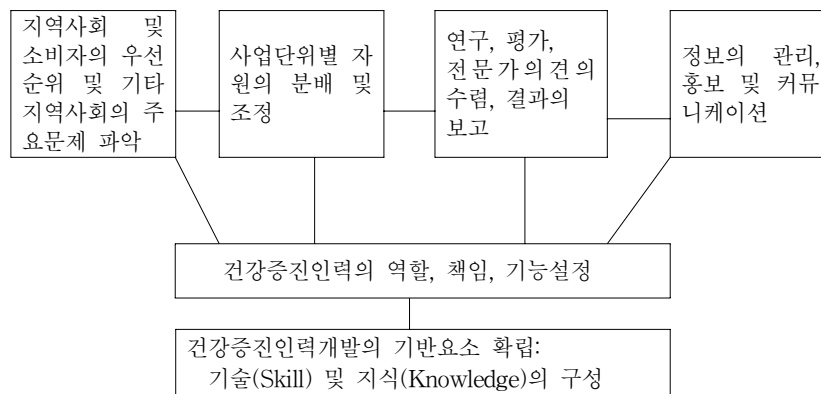 지역사회 및
소비자의 우선
순위 및 기타
지역사회의 주
요문제 파악
사업단위별 자
원의 분배 및
조정
연구, 평가,
전문가의견의
수렴, 결과의
보고
정보의 관리,
홍보 및 커뮤
니케이션
건강증진인력의 역할, 책임, 기능설정
건강증진인력개발의 기반요소 확립:
기술(Skill) 및 지식(Knowledge)의 구성